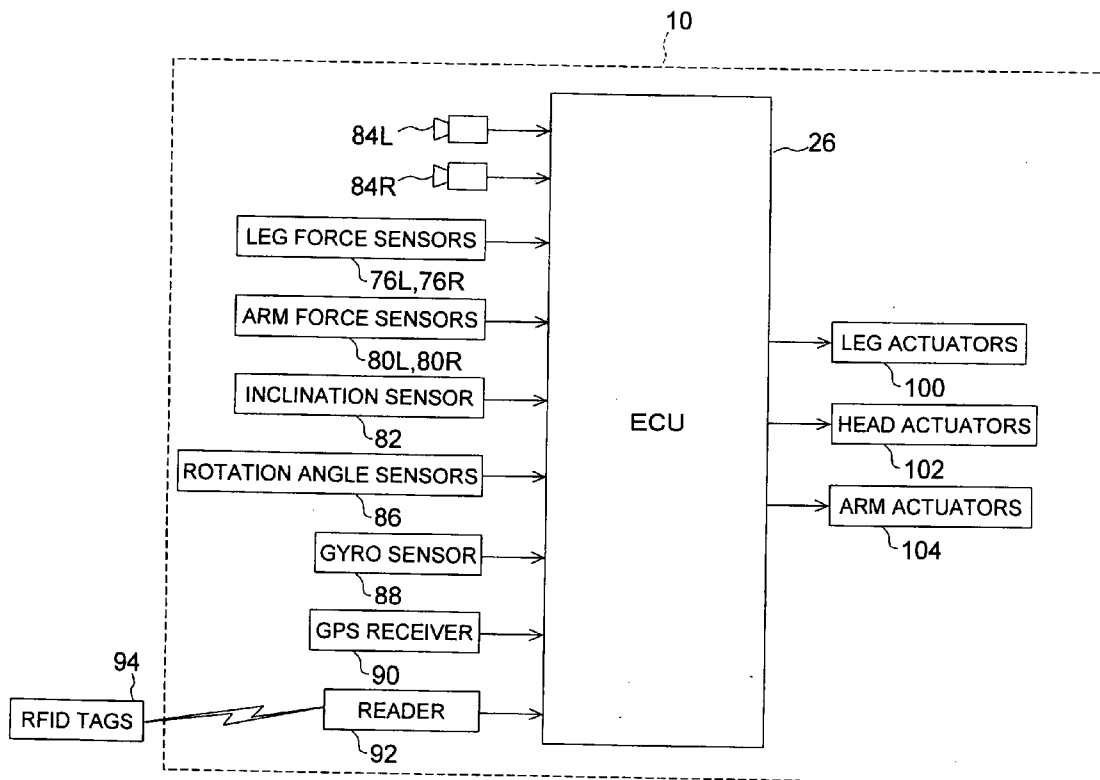 10
84L
26
84R
LEG FORCE SENSORS
76L,76R
ARM FORCE SENSORS
80L,80R
LEG ACTUATORS
100
INCLINATION SENSOR
82
ECU
HEAD ACTUATORS
102
ROTATION ANGLE SENSORS
86
ARM ACTUATORS
104
GYRO SENSOR
88
GPS RECEIVER
90
94
RFID TAGS
READER
92